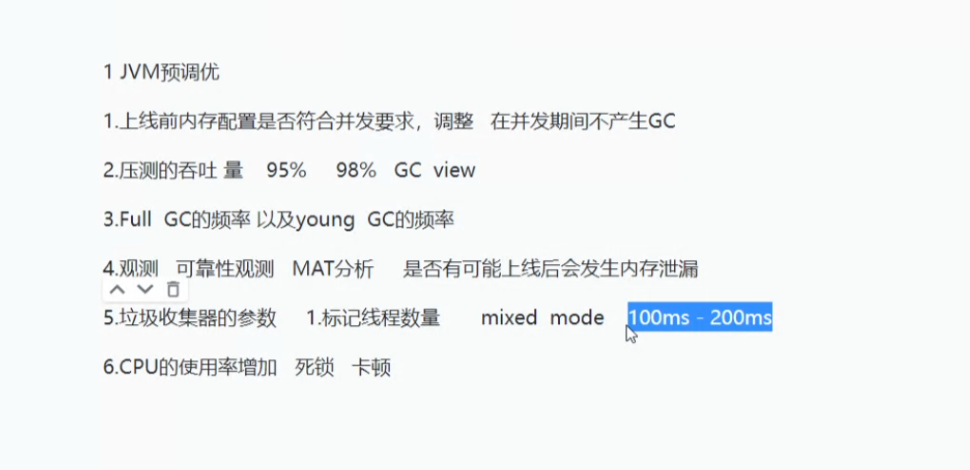 1 JVM预调优
1.上线前内存配置是否符合并发要求，调整 在并发期间不产生GC
2.压测的吞吐 量 95% 98% GC view
3.Full GC的频率 以及young GC的频率
4.观测 可靠性观测 MAT分析 是否有可能上线后会发生内存泄漏
5.垃圾收集器的参数 1.标记线程数量 mixed mode 100ms - 200ms
6.CPU的使用率增加 死锁 卡顿